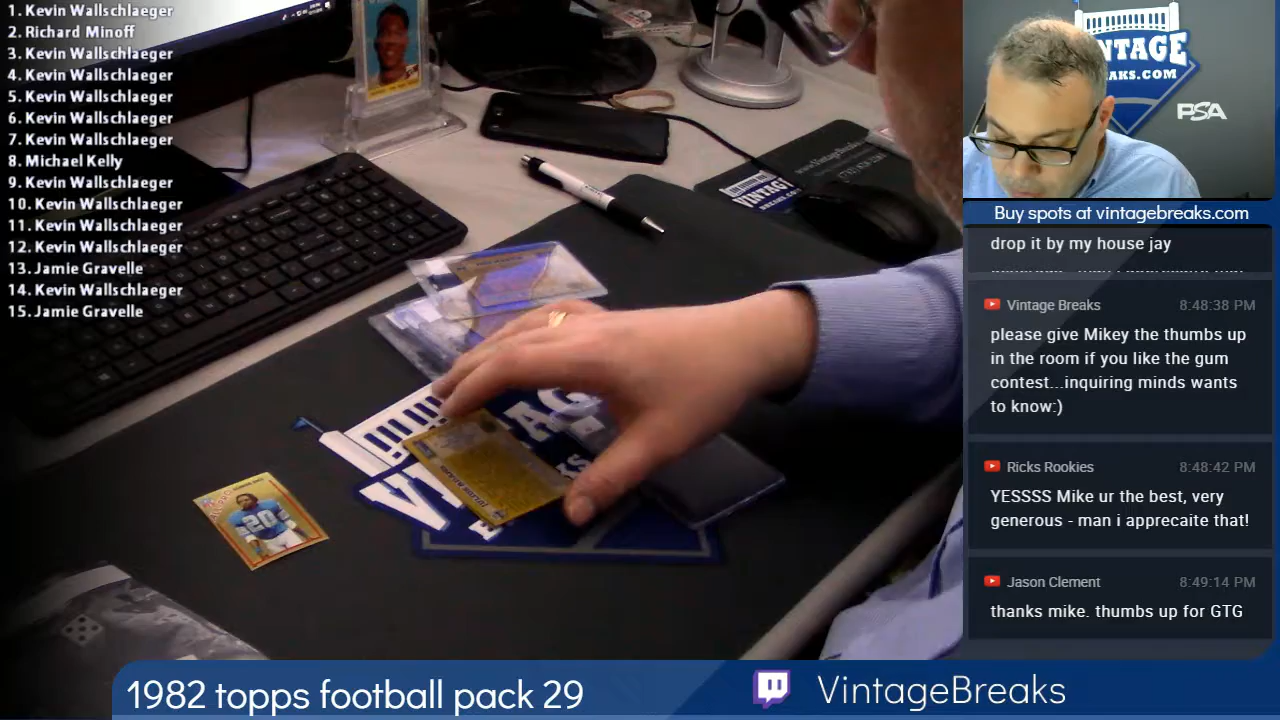 1. Kevin Wallschlaeger
2. Richard Minoff
3. Kevin Wallschlaeger
4. Kevin Wallschlaeger
5. Kevin Wallschlaeger
6. Kevin Wallschlaeger
7. Kevin Wallschlaeger
8. Michael Kelly
9. Kevin Wallschlaeger
10. Kevin Wallschlaeger
11. Kevin Wallschlaeger
12. Kevin Wallschlaeger
13. Jamie Gravelle
14. Kevin Wallschlaeger
15. Jamie Gravelle
VINTAGE
BREAKS.COM
20
VINTAGE
BREAKS.COM
PSA
Buy spots at vintagebreaks.com
drop it by my house jay
Vintage Breaks 8:48:38 PM
please give Mikey the thumbs up
in the room if you like the gum
contest...inquiring minds wants
to know:)
Ricks Rookies 8:48:42 PM
YESSSS Mike ur the best, very
generous - man i apprecaite that!
Jason Clement 8:49:14 PM
thanks mike. thumbs up for GTG
1982 topps football pack 29
VintageBreaks